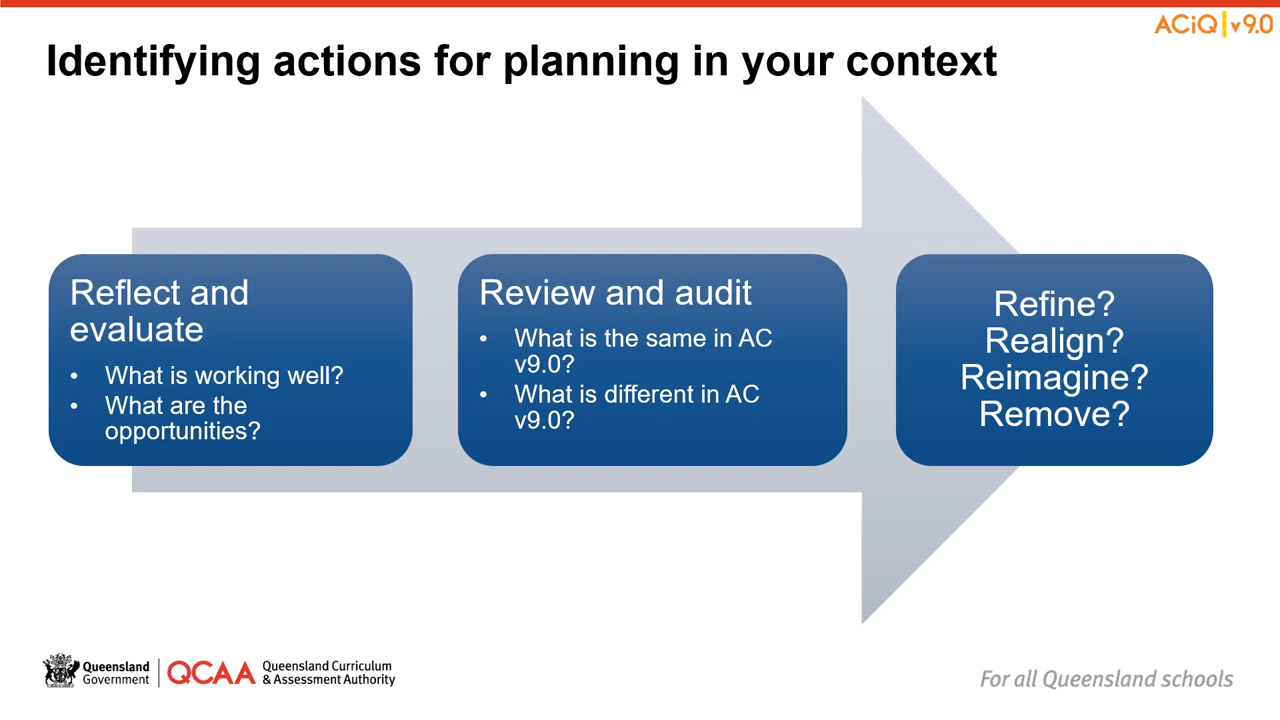 ACiQ v9.0
Identifying actions for planning in your context
Reflect and
evaluate
• What is working well?
• What are the
opportunities?
Review and audit
• What is the same in AC
v9.0?
• What is different in AC
v9.0?
Refine?
Realign?
Reimagine?
Remove?
Queensland
Government
QCAA
Queensland Curriculum
& Assessment Authority
For all Queensland schools